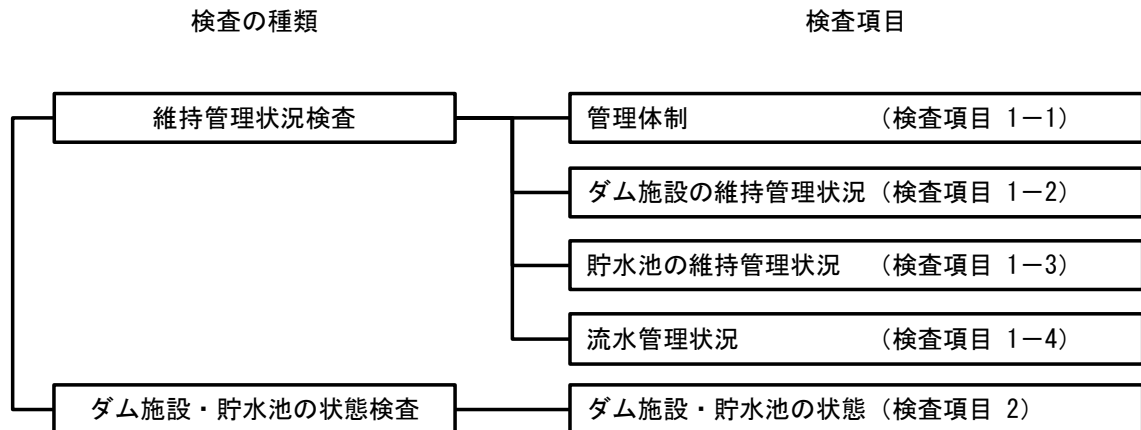 検査の種類 検査項目
維持管理状況検査 管理体制 (検査項目 1－1)
ダム施設の維持管理状況 (検査項目 1－2)
貯水池の維持管理状況 (検査項目 1－3)
流水管理状況 (検査項目 1－4)
ダム施設・貯水池の状態検査 ダム施設・貯水池の状態 (検査項目 2)